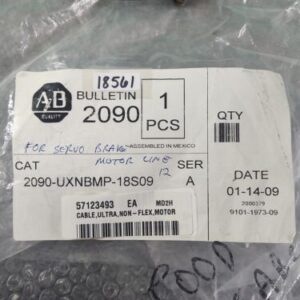 18561
AB
QUALITY
BULLETIN
2090
1
PCS
QTY
FOR SERVO BRAKE
MOTOR LINE
12
ASSEMBLED IN MEXICO
CAT
SER
2090-UXNBMP-18S09
A
DATE
01-14-09
57123493 EA MD2H
CABLE,ULTRA,NON-FLEX,MOTOR
2000379
9101-1973-09
GOOD